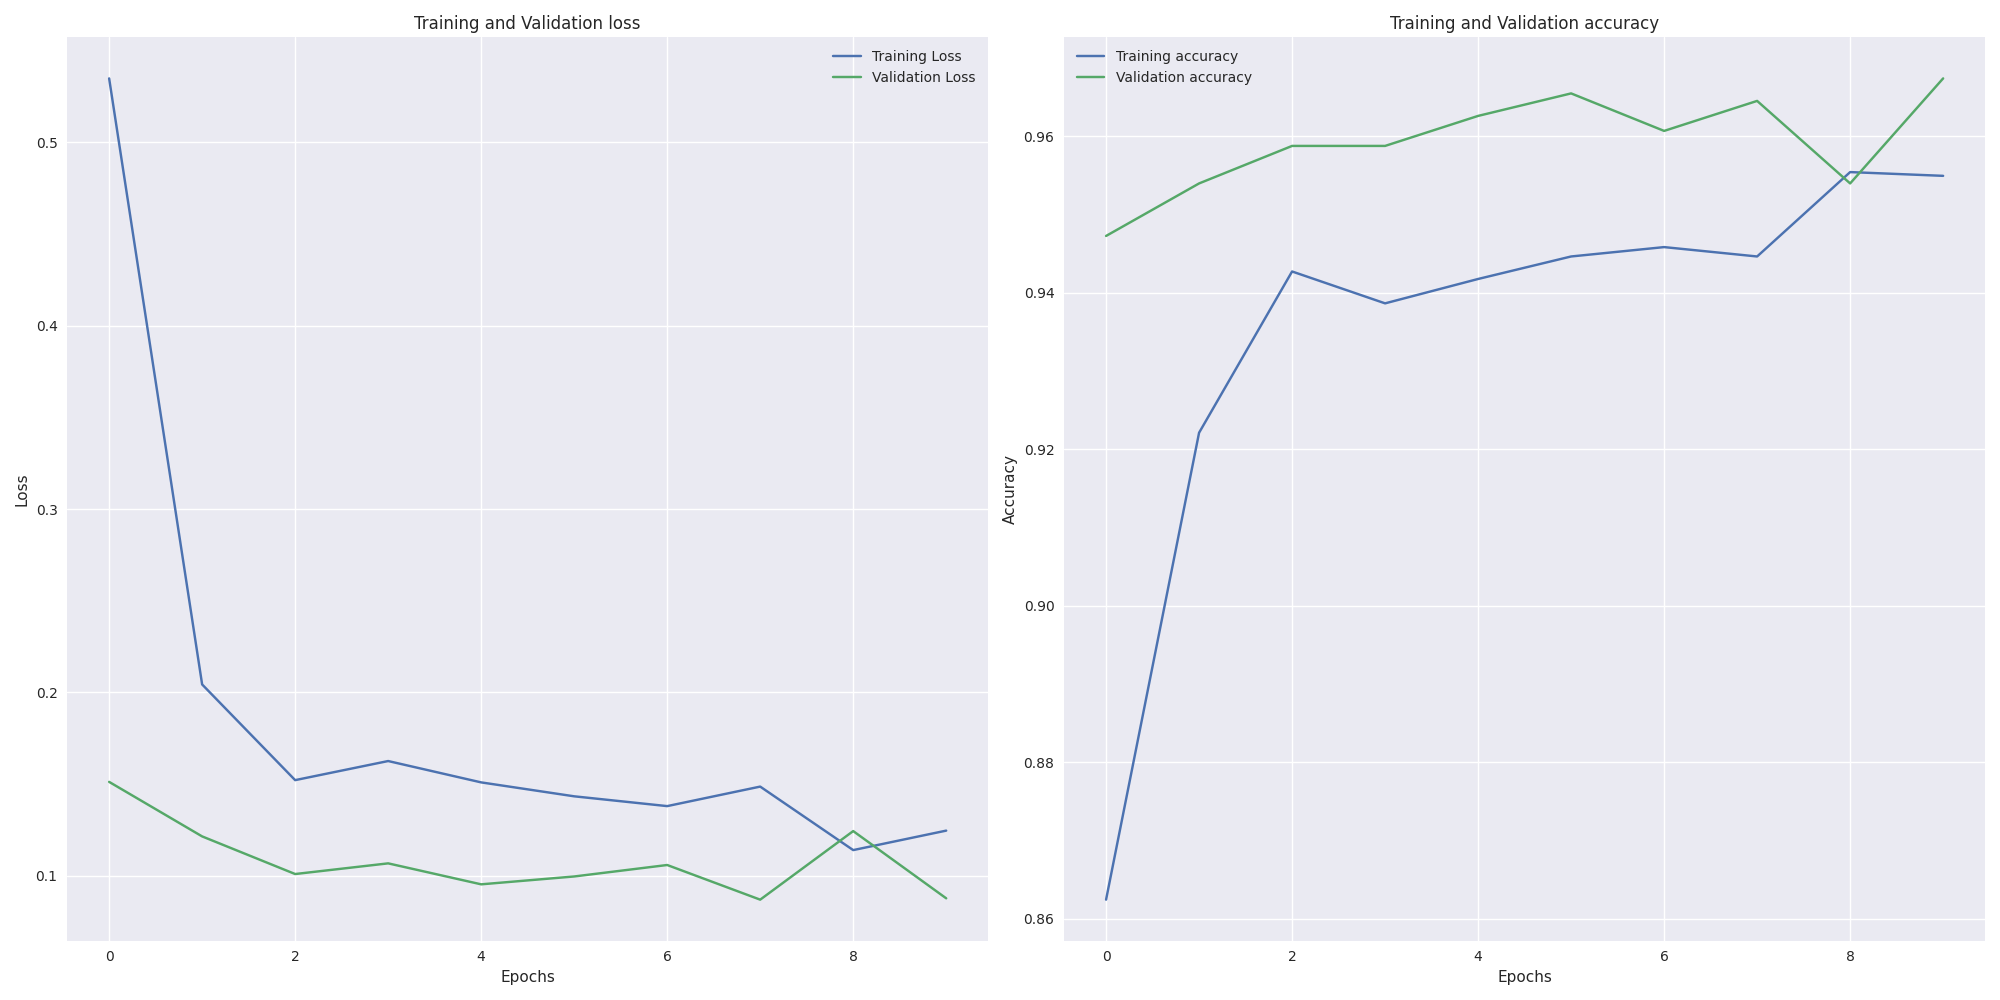 Training and Validation loss
Training Loss
Validation Loss
0.5
0.4
0.3
0.2
0.1
Loss
0 2 4 6 8
Epochs
Training and Validation accuracy
Training accuracy
Validation accuracy
0.96
0.94
0.92
0.90
0.88
0.86
Accuracy
0 2 4 6 8
Epochs